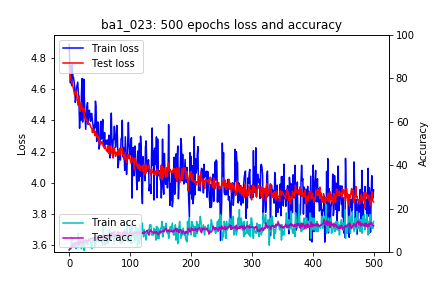 ba1_023: 500 epochs loss and accuracy
Train loss
Test loss
Train acc
Test acc
Loss
4.8
4.6
4.4
4.2
4.0
3.8
3.6
Accuracy
100
80
60
40
20
0
0 100 200 300 400 500